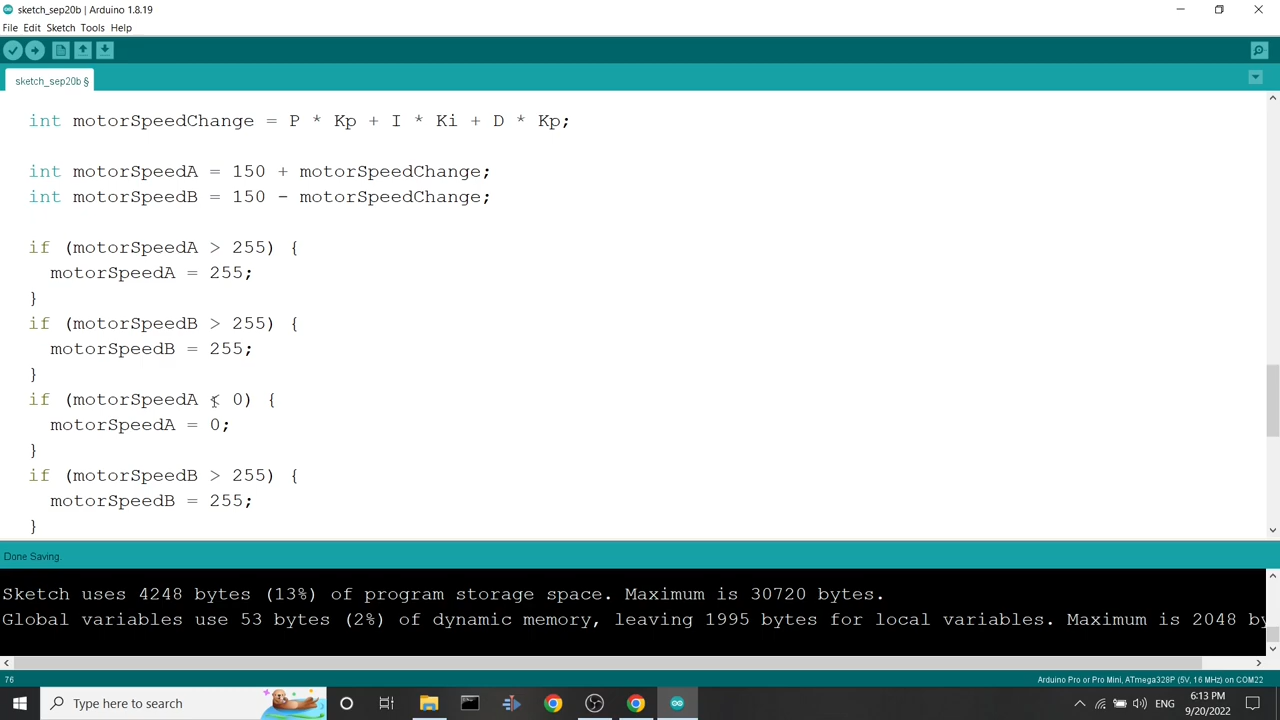 sketch_sep20b | Arduino 1.8.19
File Edit Sketch Tools Help
sketch_sep20b §
int motorSpeedChange = P * Kp + I * Ki + D * Kp;
int motorSpeedA = 150 + motorSpeedChange;
int motorSpeedB = 150 - motorSpeedChange;
if (motorSpeedA > 255) {
motorSpeedA = 255;
}
if (motorSpeedB > 255) {
motorSpeedB = 255;
}
if (motorSpeedA < 0) {
motorSpeedA = 0;
}
if (motorSpeedB > 255) {
motorSpeedB = 255;
}
Done Saving.
Sketch uses 4248 bytes (13%) of program storage space. Maximum is 30720 bytes.
Global variables use 53 bytes (2%) of dynamic memory, leaving 1995 bytes for local variables. Maximum is 2048 by
76
Arduino Pro or Pro Mini, ATmega328P (5V, 16 MHz) on COM22
Type here to search
ENG
6:13 PM
9/20/2022